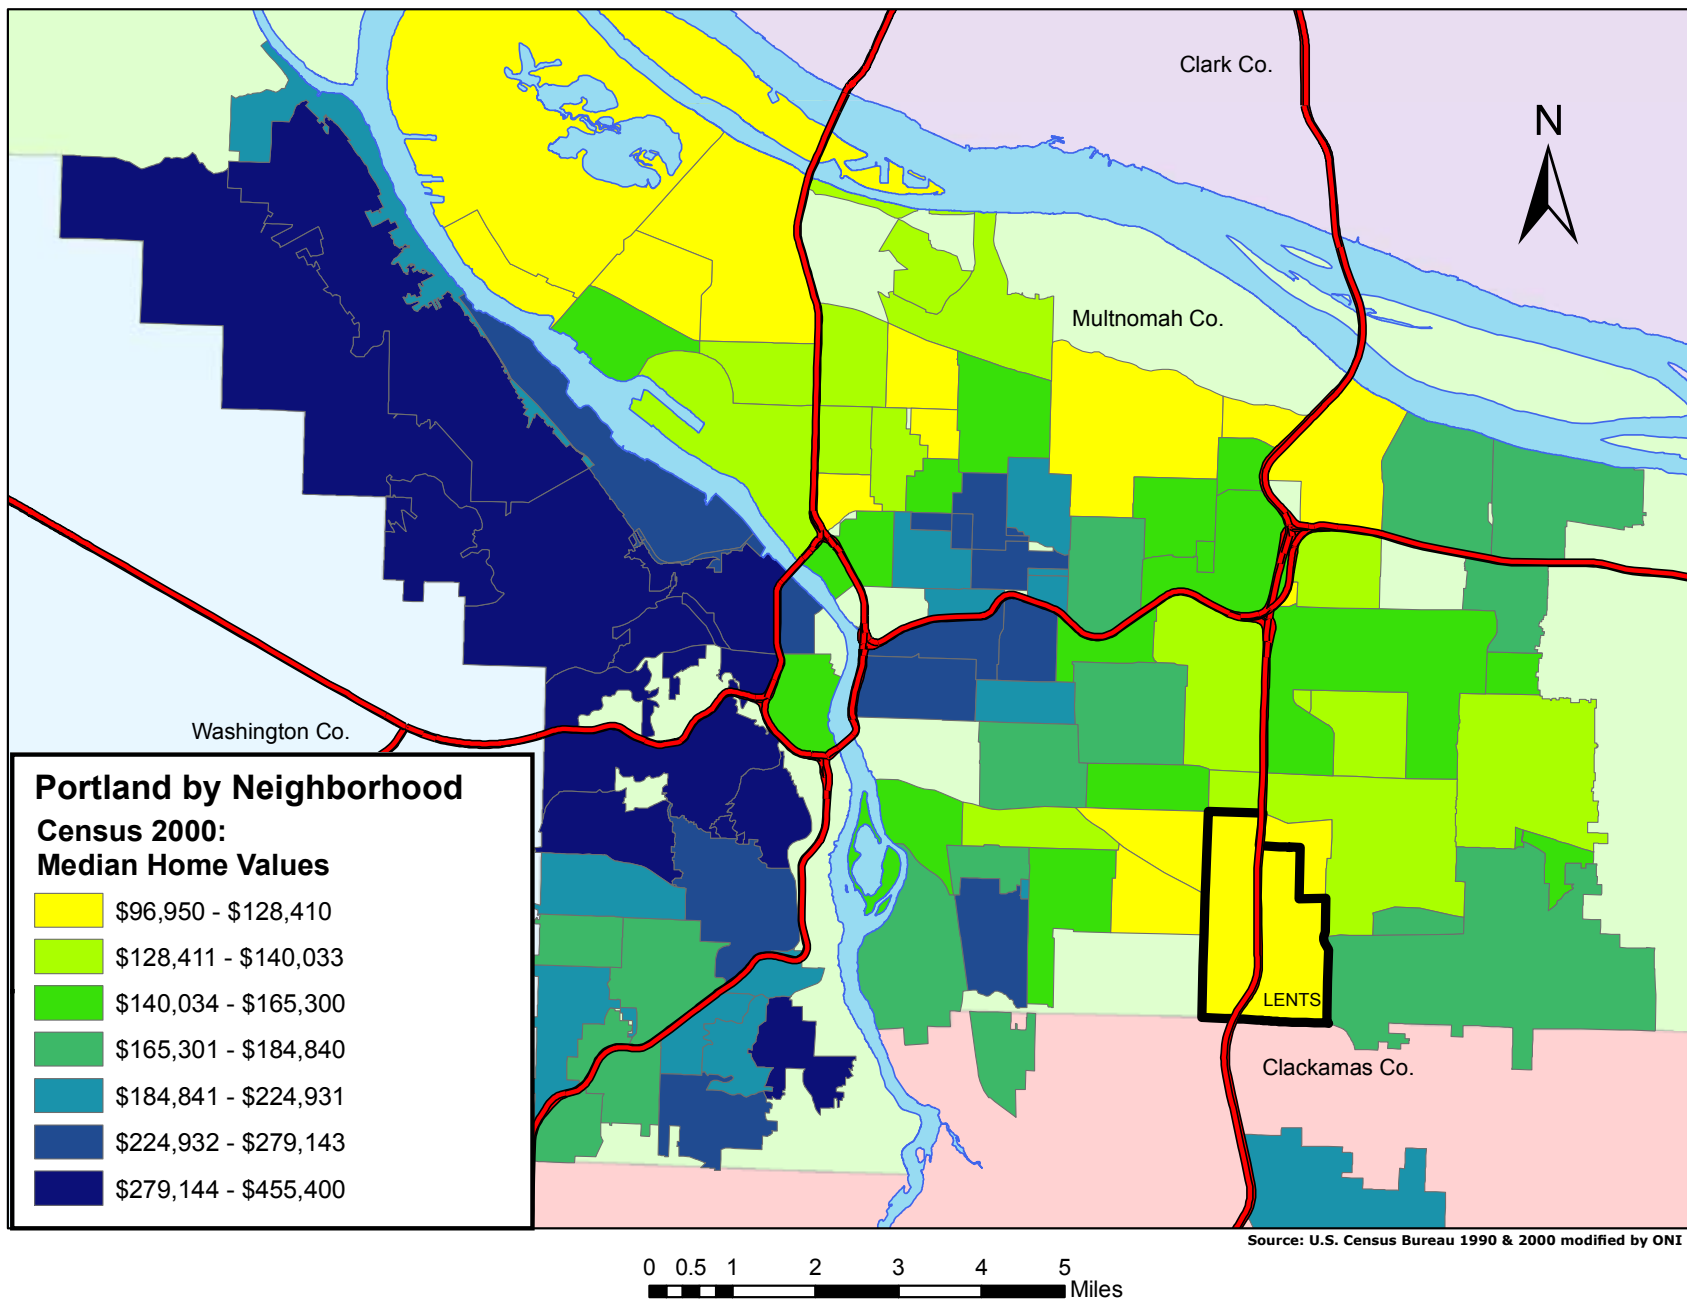 Clark Co.
N
Multnomah Co.
Washington Co.
Portland by Neighborhood
Census 2000:
Median Home Values
$96,950 - $128,410
$128,411 - $140,033
$140,034 - $165,300
$165,301 - $184,840
$184,841 - $224,931
$224,932 - $279,143
$279,144 - $455,400
LENTS
Clackamas Co.
Source: U.S. Census Bureau 1990 & 2000 modified by ONI
0 0.5 1 2 3 4 5
Miles